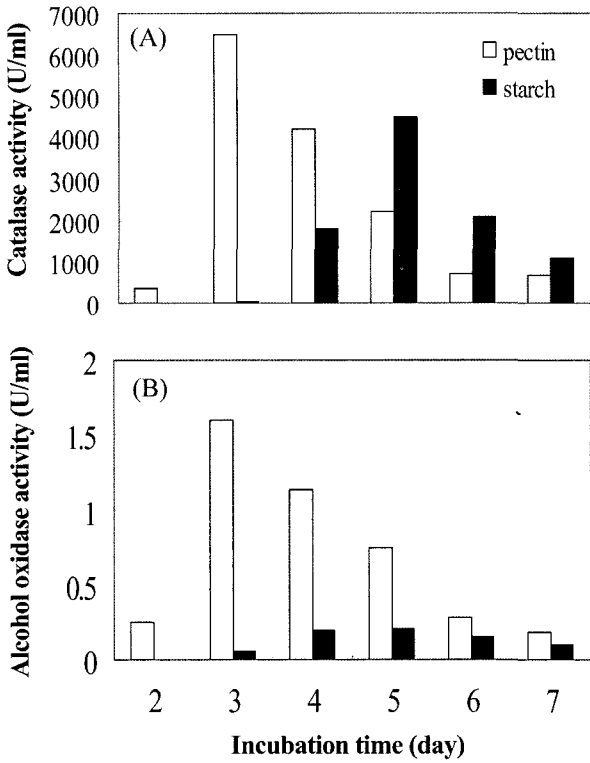 Catalase activity (U/ml)
7000
6000
5000
4000
3000
2000
1000
0
(A)
pectin
starch
Alcohol oxidase activity (U/ml)
2
1.5
1
0.5
0
(B)
2 3 4 5 6 7
Incubation time (day)